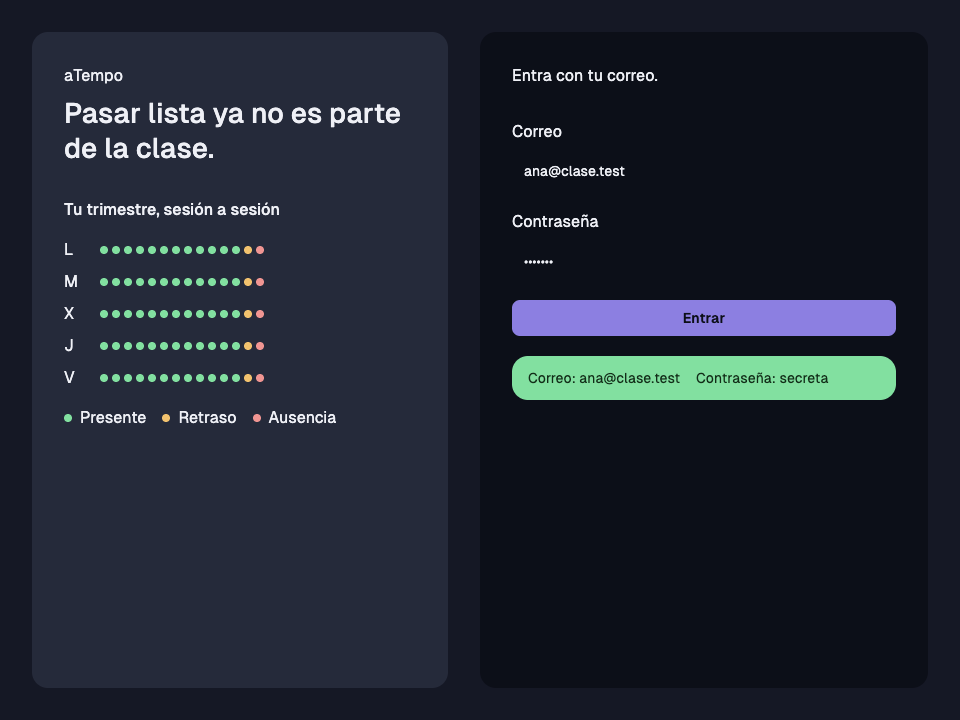 aTempo
Pasar lista ya no es parte
de la clase.
Tu trimestre, sesión a sesión
L
M
X
J
V
Presente Retraso Ausencia
Entra con tu correo.
Correo
ana@clase.test
Contraseña
•••••••
Entrar
Correo: ana@clase.test Contraseña: secreta